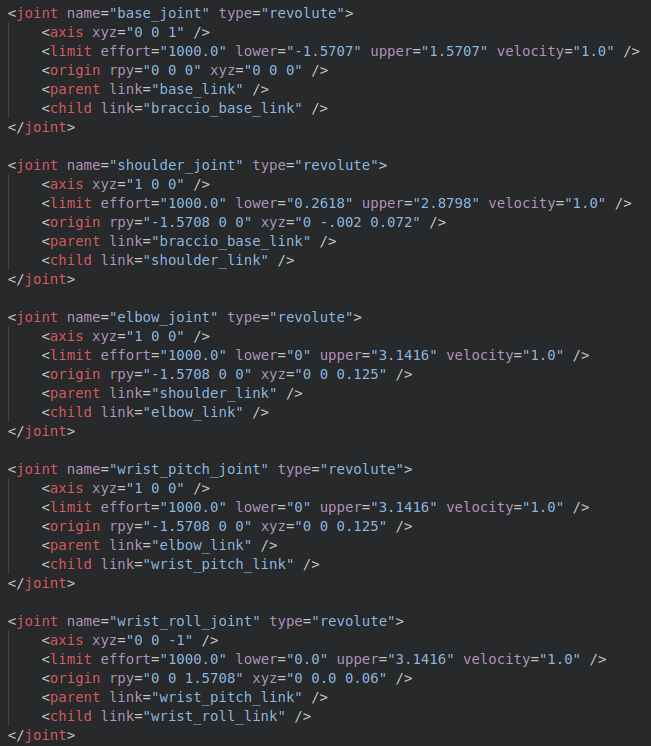 <joint name="base_joint" type="revolute">
    <axis xyz="0 0 1" />
    <limit effort="1000.0" lower="-1.5707" upper="1.5707" velocity="1.0" />
    <origin rpy="0 0 0" xyz="0 0 0" />
    <parent link="base_link" />
    <child link="braccio_base_link" />
</joint>

<joint name="shoulder_joint" type="revolute">
    <axis xyz="1 0 0" />
    <limit effort="1000.0" lower="0.2618" upper="2.8798" velocity="1.0" />
    <origin rpy="-1.5708 0 0" xyz="0 -.002 0.072" />
    <parent link="braccio_base_link" />
    <child link="shoulder_link" />
</joint>

<joint name="elbow_joint" type="revolute">
    <axis xyz="1 0 0" />
    <limit effort="1000.0" lower="0" upper="3.1416" velocity="1.0" />
    <origin rpy="-1.5708 0 0" xyz="0 0 0.125" />
    <parent link="shoulder_link" />
    <child link="elbow_link" />
</joint>

<joint name="wrist_pitch_joint" type="revolute">
    <axis xyz="1 0 0" />
    <limit effort="1000.0" lower="0" upper="3.1416" velocity="1.0" />
    <origin rpy="-1.5708 0 0" xyz="0 0 0.125" />
    <parent link="elbow_link" />
    <child link="wrist_pitch_link" />
</joint>

<joint name="wrist_roll_joint" type="revolute">
    <axis xyz="0 0 -1" />
    <limit effort="1000.0" lower="0.0" upper="3.1416" velocity="1.0" />
    <origin rpy="0 0 1.5708" xyz="0 0.0 0.06" />
    <parent link="wrist_pitch_link" />
    <child link="wrist_roll_link" />
</joint>